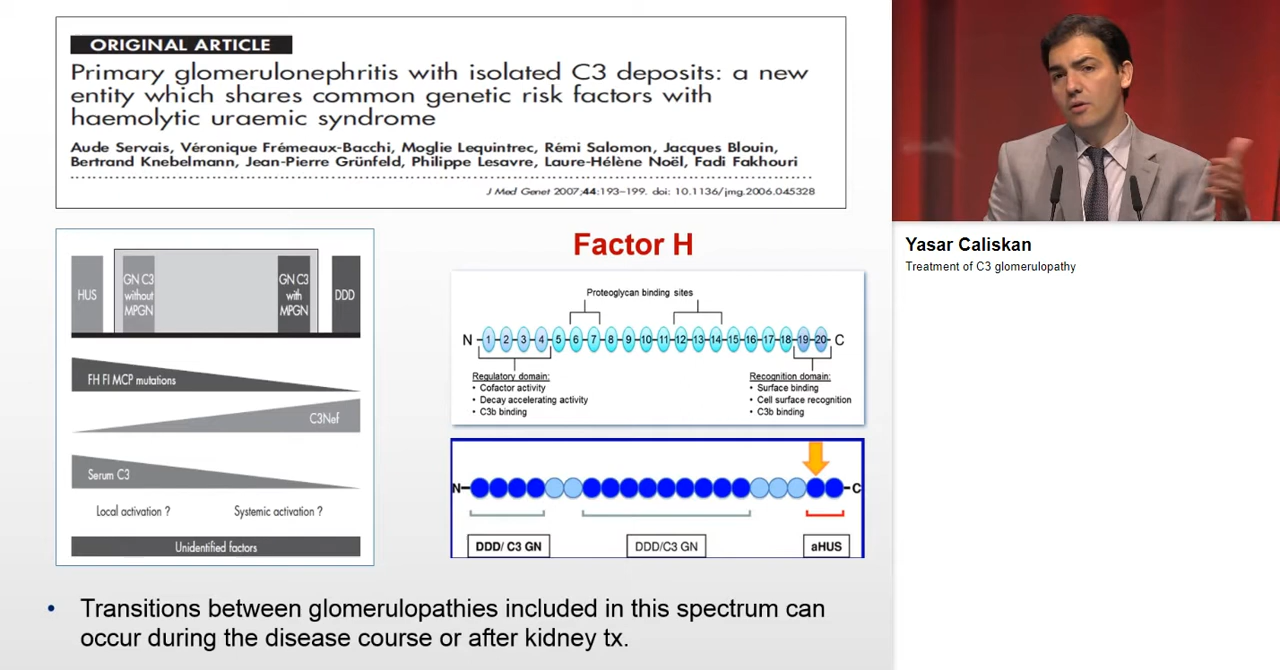 ORIGINAL ARTICLE
Primary glomerulonephritis with isolated C3 deposits: a new
entity which shares common genetic risk factors with
haemolytic uraemic syndrome
Aude Servais, Véronique Frémeaux-Bacchi, Moglie Lequintrec, Rémi Salomon, Jacques Blouin,
Bertrand Knebelmann, Jean-Pierre Grünfeld, Philippe Lesavre, Laure-Hélène Noël, Fadi Fakhouri
J Med Genet 2007;44:193–199. doi: 10.1136/jmg.2006.045328
HUS
GN C3
without
MPGN
GN C3
with
MPGN
DDD
FH FI MCP mutations
C3Nef
Serum C3
Local activation ?
Systemic activation ?
Unidentified factors
Factor H
Proteoglycan binding sites
N 1 2 3 4 5 6 7 8 9 10 11 12 13 14 15 16 17 18 19 20 C
Regulatory domain:
• Cofactor activity
• Decay accelerating activity
• C3b binding
Recognition domain:
• Surface binding
• Cell surface recognition
• C3b binding
N C
DDD/ C3 GN
DDD/C3 GN
aHUS
• Transitions between glomerulopathies included in this spectrum can
occur during the disease course or after kidney tx.
Yasar Caliskan
Treatment of C3 glomerulopathy